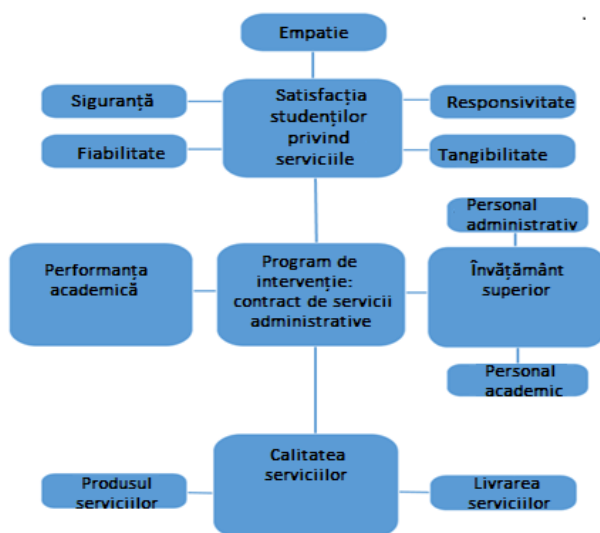 Empatie
Siguranță
Satisfacția
studenților
privind
serviciile
Responsivitate
Fiabilitate
Tangibilitate
Personal
administrativ
Performanța
academică
Program de
intervenție:
contract de servicii
administrative
Învățământ
superior
Personal
academic
Calitatea
serviciilor
Produsul
serviciilor
Livrarea
serviciilor